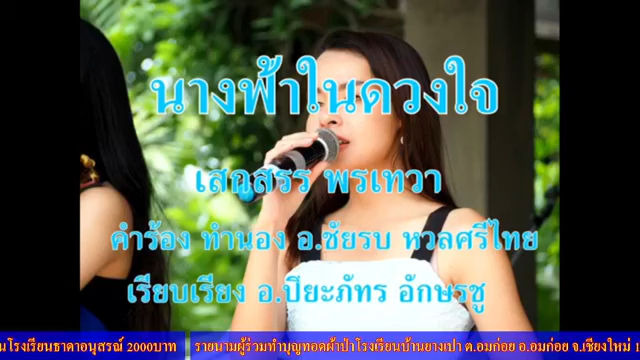 นางฟ้าในดวงใจ
เสกสรร พรเทวา
คำร้อง ทำนอง อ.ชัยรบ หวลศรีไทย
เรียบเรียง อ.ปิยะภัทร อักษรชู
นโรงเรียนธาดาอนุสรณ์ 2000บาท รายนามผู้ร่วมทำบุญทอดผ้าป่าโรงเรียนบ้านยางเปา ต.อมก๋อย อ.อมก๋อย จ.เชียงใหม่